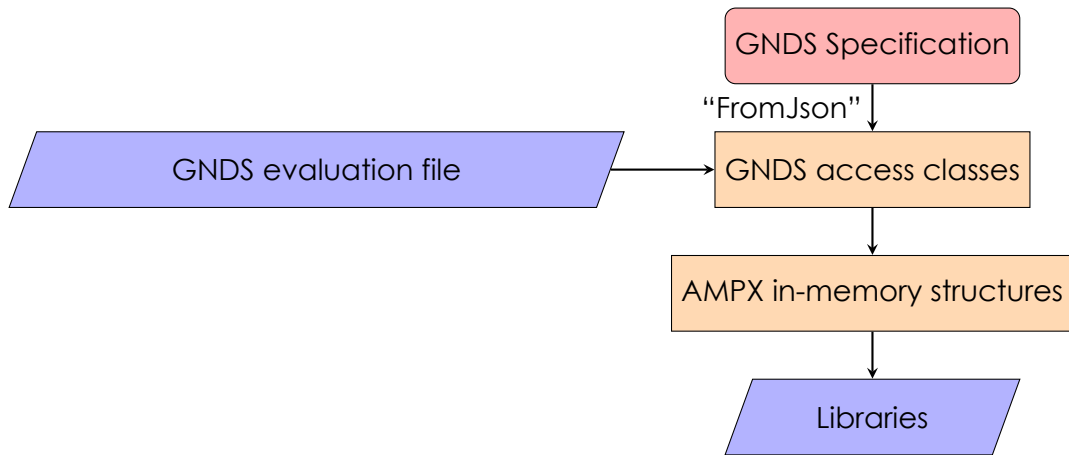 GNDS Specification
“FromJson”
GNDS evaluation file
GNDS access classes
AMPX in-memory structures
Libraries